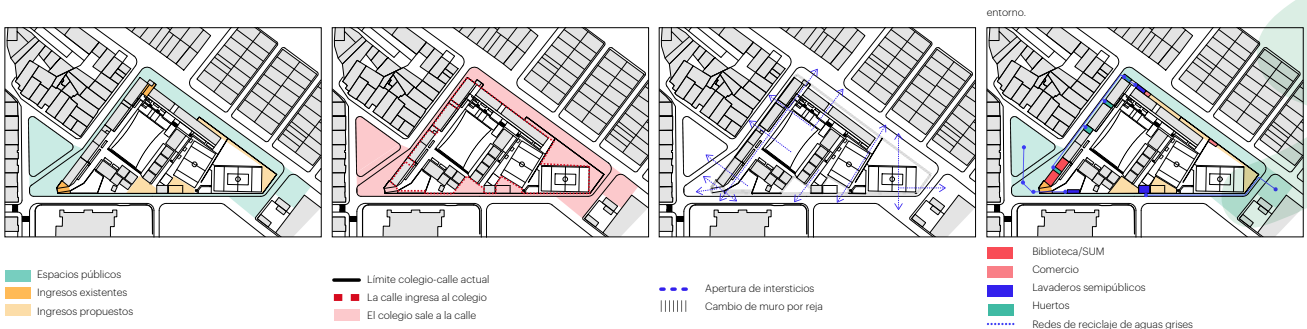 entorno.
Espacios públicos
Ingresos existentes
Ingresos propuestos
Límite colegio-calle actual
La calle ingresa al colegio
El colegio sale a la calle
Apertura de intersticios
Cambio de muro por reja
Biblioteca/SUM
Comercio
Lavaderos semipúblicos
Huertos
Redes de reciclaje de aguas grises